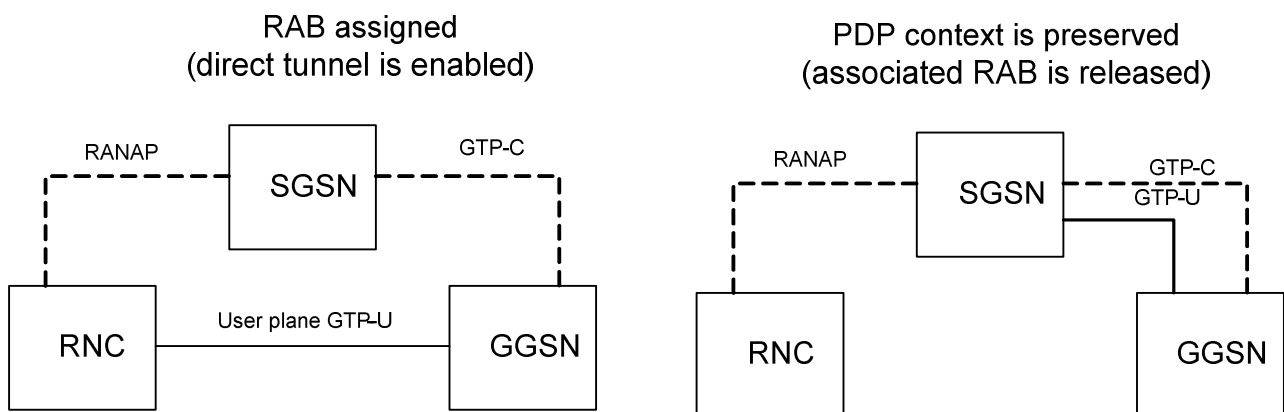 RAB assigned
(direct tunnel is enabled)
RANAP
GTP-C
SGSN
RNC
User plane GTP-U
GGSN
PDP context is preserved
(associated RAB is released)
RANAP
GTP-C
GTP-U
SGSN
RNC
GGSN